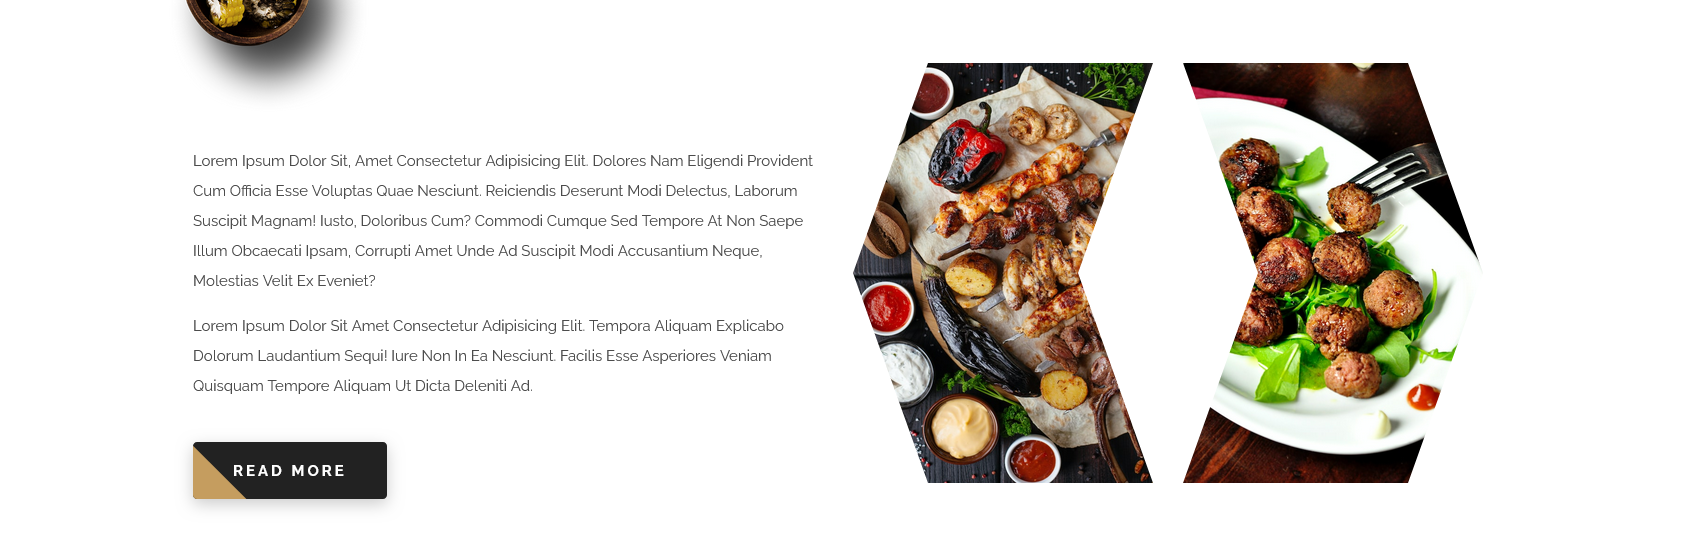 Lorem Ipsum Dolor Sit, Amet Consectetur Adipisicing Elit. Dolores Nam Eligendi Provident
Cum Officia Esse Voluptas Quae Nesciunt. Reiciendis Deserunt Modi Delectus, Laborum
Suscipit Magnam! Iusto, Doloribus Cum? Commodi Cumque Sed Tempore At Non Saepe
Illum Obcaecati Ipsam, Corrupti Amet Unde Ad Suscipit Modi Accusantium Neque,
Molestias Velit Ex Eveniet?
Lorem Ipsum Dolor Sit Amet Consectetur Adipisicing Elit. Tempora Aliquam Explicabo
Dolorum Laudantium Sequi! Iure Non In Ea Nesciunt. Facilis Esse Asperiores Veniam
Quisquam Tempore Aliquam Ut Dicta Deleniti Ad.
READ MORE